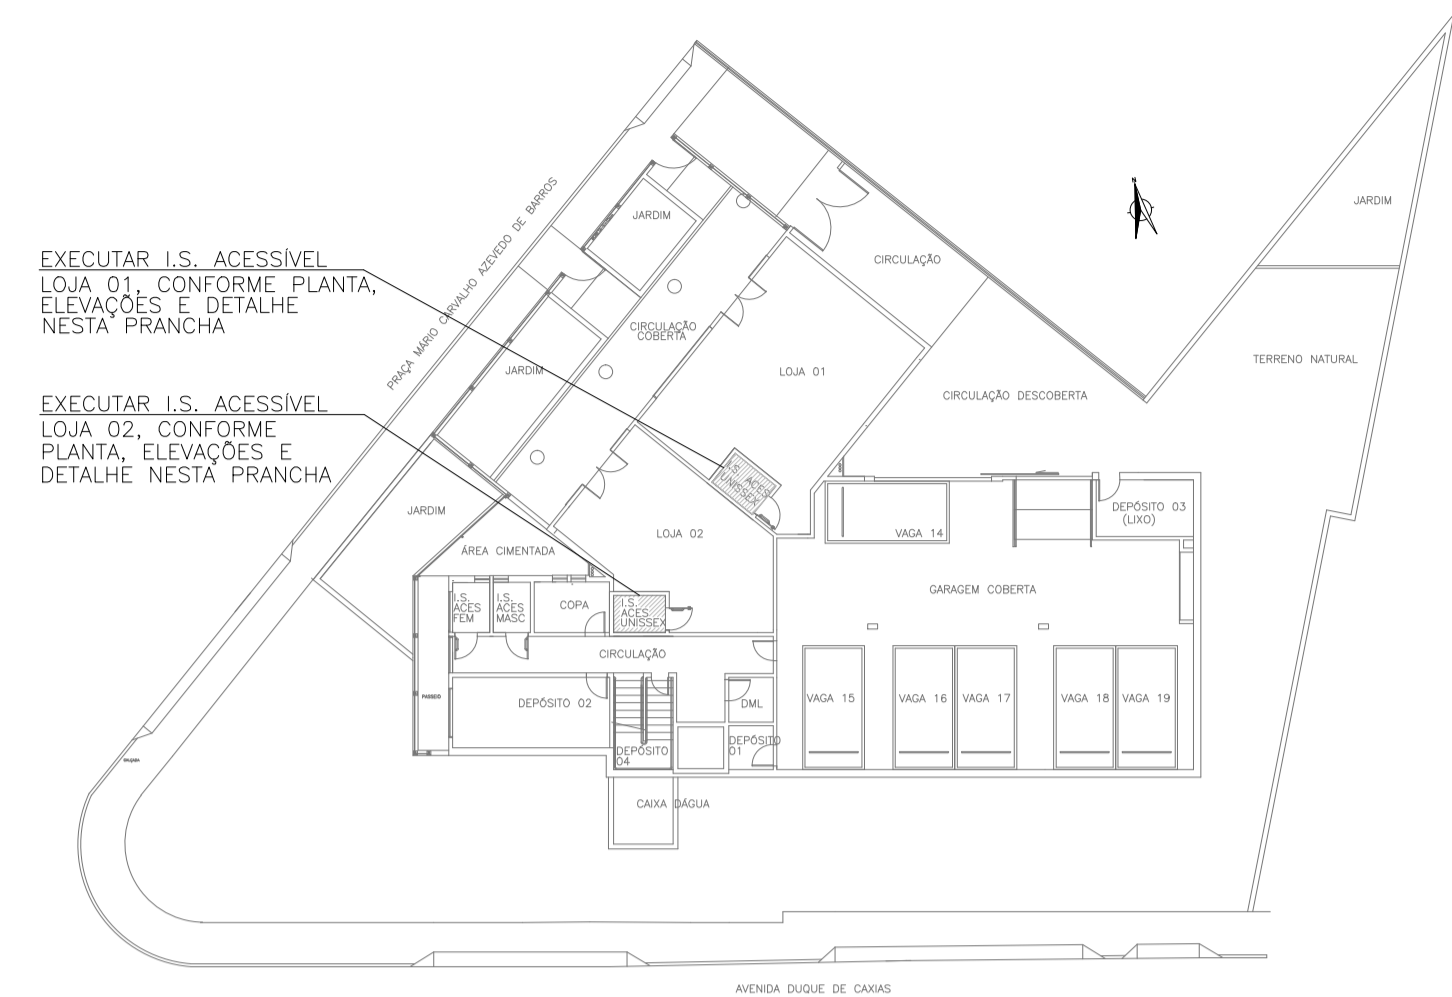 N
JARDIM
JARDIM
PRAÇA MÁRIO CARVALHO AZEVEDO DE BARROS
EXECUTAR I.S. ACESSÍVEL
LOJA 01, CONFORME PLANTA,
ELEVAÇÕES E DETALHE
NESTA PRANCHA
CIRCULAÇÃO
CIRCULAÇÃO
COBERTA
TERRENO NATURAL
JARDIM
LOJA 01
CIRCULAÇÃO DESCOBERTA
EXECUTAR I.S. ACESSÍVEL
LOJA 02, CONFORME
PLANTA, ELEVAÇÕES E
DETALHE NESTA PRANCHA
I.S. ACES
UNISSEX
JARDIM
DEPÓSITO 03
(LIXO)
VAGA 14
LOJA 02
ÁREA CIMENTADA
GARAGEM COBERTA
I.S.
ACES
FEM
I.S.
ACES
MASC
COPA
I.S.
ACES
UNISSEX
CIRCULAÇÃO
PASSEIO
DEPÓSITO 02
DML
VAGA 15
VAGA 16
VAGA 17
VAGA 18
VAGA 19
DEPÓSITO
04
DEPÓSITO
01
CALÇADA
CAIXA DÁGUA
AVENIDA DUQUE DE CAXIAS